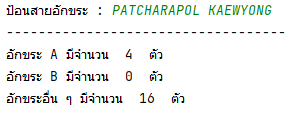 ป้อนสายอักขระ : PATCHARAPOL KAEWYONG
----------------------------------
อักขระ A มีจำนวน 4 ตัว
อักขระ B มีจำนวน 0 ตัว
อักขระอื่น ๆ มีจำนวน 16 ตัว